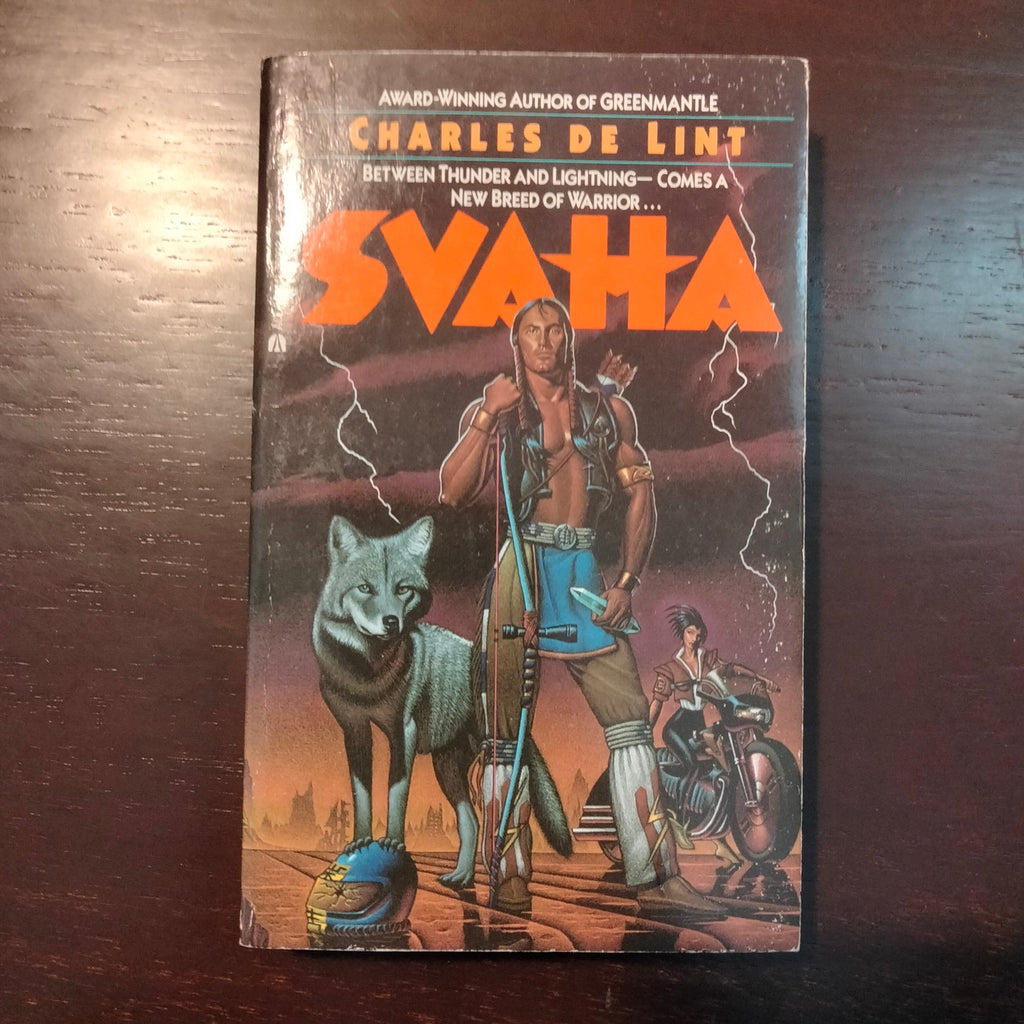 AWARD-WINNING AUTHOR OF GREENMANTLE
CHARLES DE LINT
BETWEEN THUNDER AND LIGHTNING— COMES A
NEW BREED OF WARRIOR...
SVAHA